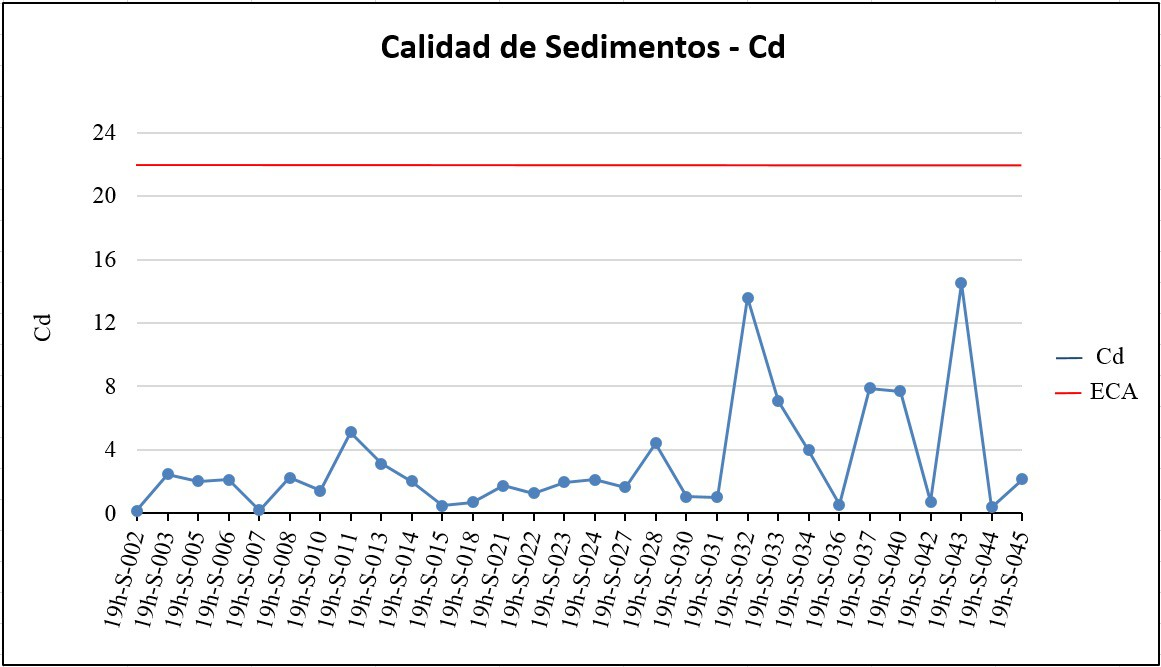 Calidad de Sedimentos - Cd
24
20
16
12
8
4
0
Cd
Cd
ECA
19h-S-002
19h-S-003
19h-S-005
19h-S-006
19h-S-007
19h-S-008
19h-S-010
19h-S-011
19h-S-013
19h-S-014
19h-S-015
19h-S-018
19h-S-021
19h-S-022
19h-S-023
19h-S-024
19h-S-027
19h-S-028
19h-S-030
19h-S-031
19h-S-032
19h-S-033
19h-S-034
19h-S-036
19h-S-037
19h-S-040
19h-S-042
19h-S-043
19h-S-044
19h-S-045